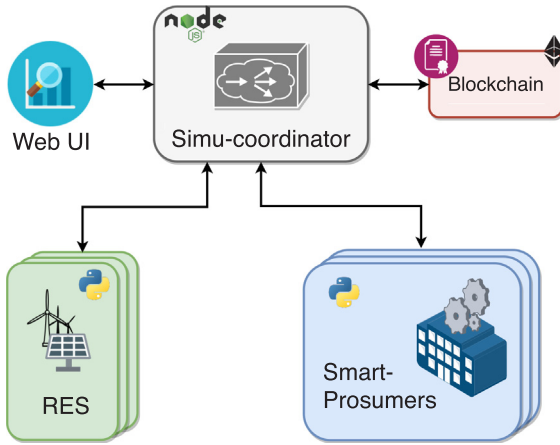 node
JS
Web UI
Simu-coordinator
Blockchain
RES
Smart-
Prosumers